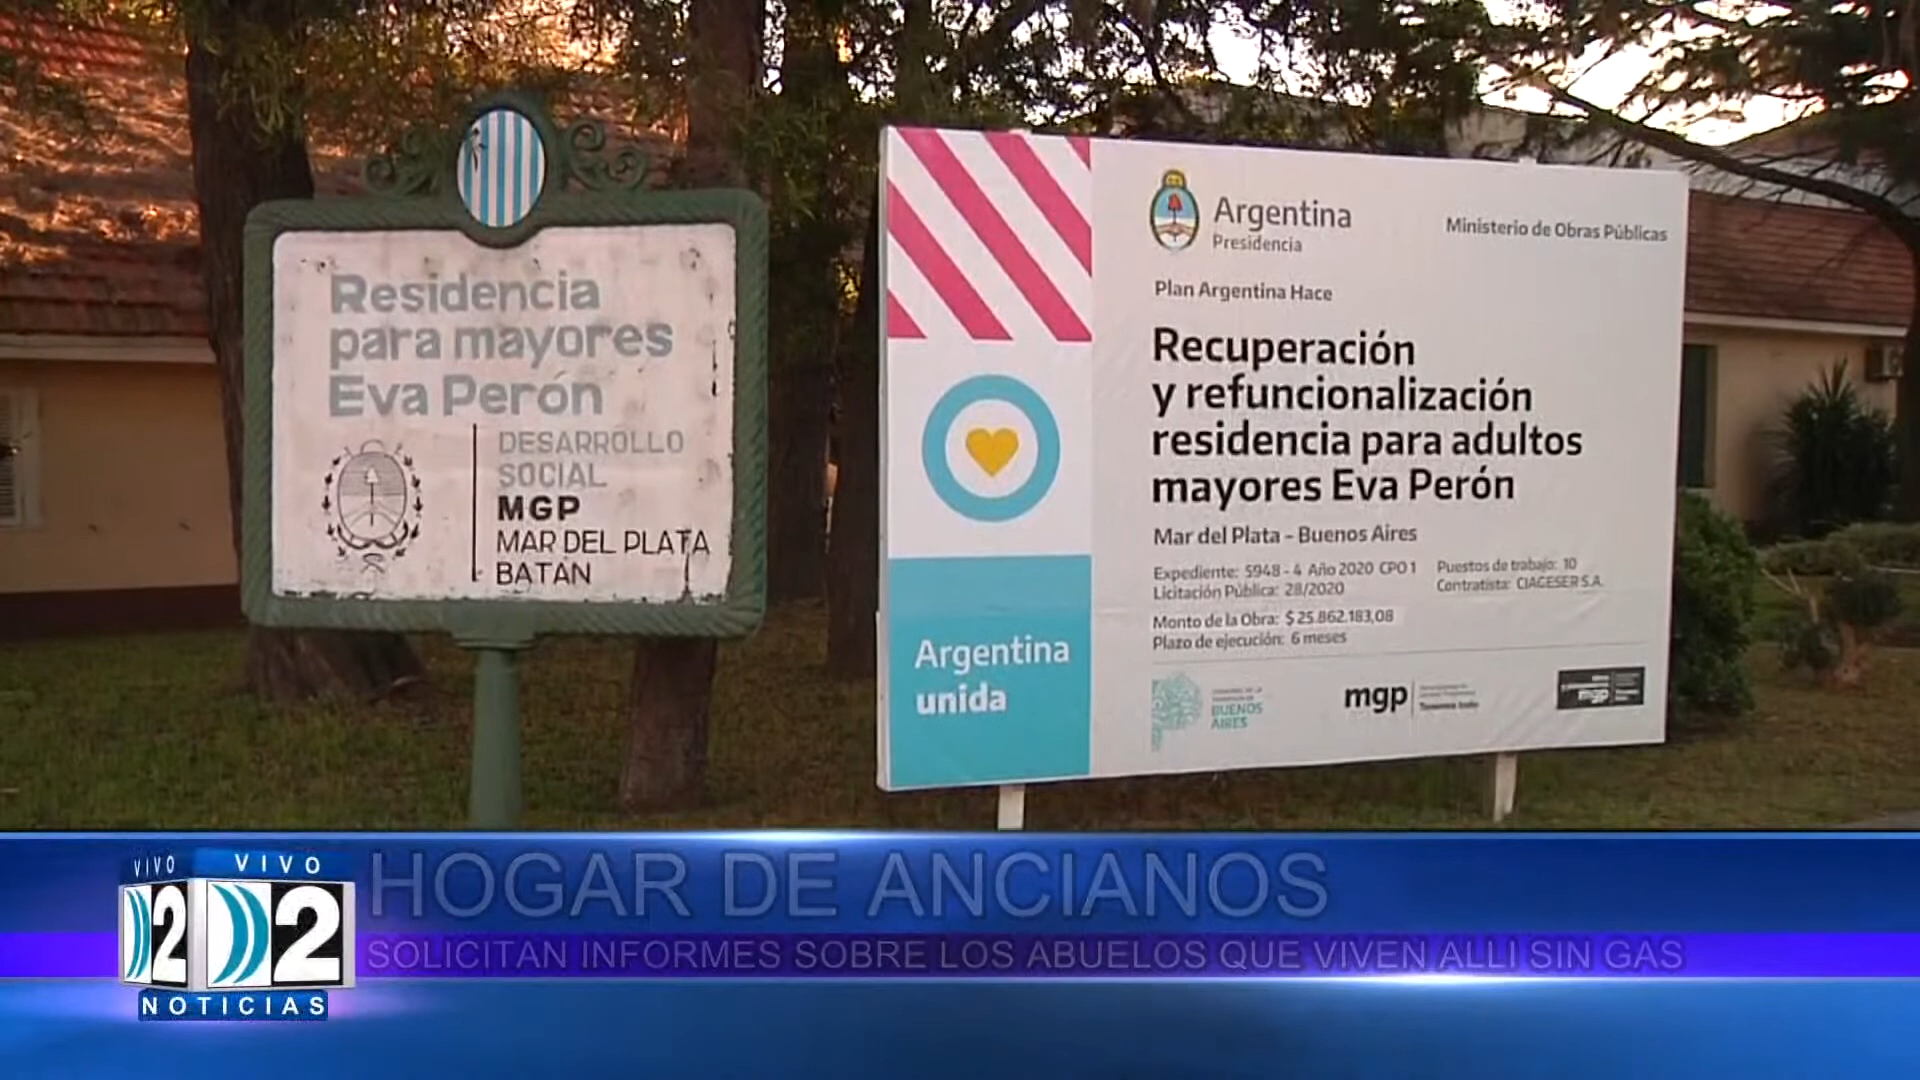 Residencia
para mayores
Eva Perón
DESARROLLO
SOCIAL
MGP
MAR DEL PLATA
BATÁN
Argentina
Presidencia
Ministerio de Obras Públicas
Plan Argentina Hace
Recuperación
y refuncionalización
residencia para adultos
mayores Eva Perón
Mar del Plata - Buenos Aires
Expediente: 5948 - 4 Año 2020 CPO 1
Licitación Pública: 28/2020
Puestos de trabajo: 10
Contratista: CIAGESER S.A.
Monto de la Obra: $ 25.862.183,08
Plazo de ejecución: 6 meses
Argentina
unida
BUENOS
AIRES
mgp
mgp
VIVO
VIVO
2
2
NOTICIAS
HOGAR DE ANCIANOS
SOLICITAN INFORMES SOBRE LOS ABUELOS QUE VIVEN ALLI SIN GAS